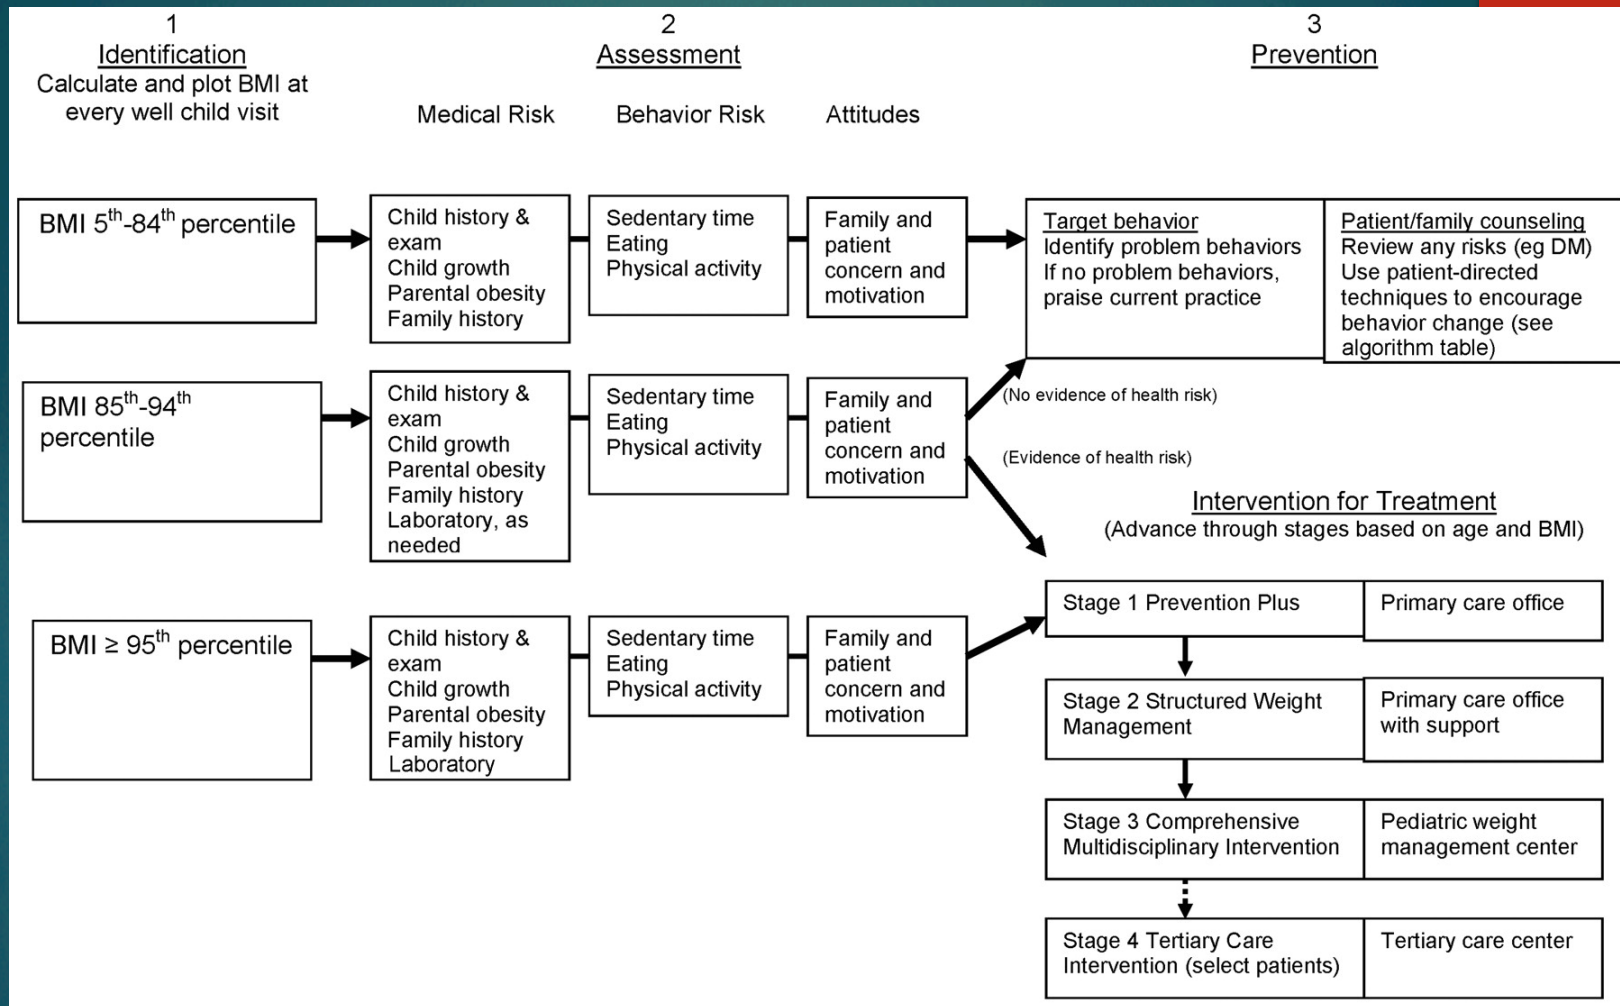 1
Identification
Calculate and plot BMI at
every well child visit
2
Assessment
Medical Risk
Behavior Risk
Attitudes
3
Prevention
BMI 5th-84th percentile
Child history &
exam
Child growth
Parental obesity
Family history
Sedentary time
Eating
Physical activity
Family and
patient
concern and
motivation
Target behavior
Identify problem behaviors
If no problem behaviors,
praise current practice
Patient/family counseling
Review any risks (eg DM)
Use patient-directed
techniques to encourage
behavior change (see
algorithm table)
BMI 85th-94th
percentile
Child history &
exam
Child growth
Parental obesity
Family history
Laboratory, as
needed
Sedentary time
Eating
Physical activity
Family and
patient
concern and
motivation
(No evidence of health risk)
(Evidence of health risk)
Intervention for Treatment
(Advance through stages based on age and BMI)
BMI ≥ 95th percentile
Child history &
exam
Child growth
Parental obesity
Family history
Laboratory
Sedentary time
Eating
Physical activity
Family and
patient
concern and
motivation
Stage 1 Prevention Plus
Primary care office
Stage 2 Structured Weight
Management
Primary care office
with support
Stage 3 Comprehensive
Multidisciplinary Intervention
Pediatric weight
management center
Stage 4 Tertiary Care
Intervention (select patients)
Tertiary care center